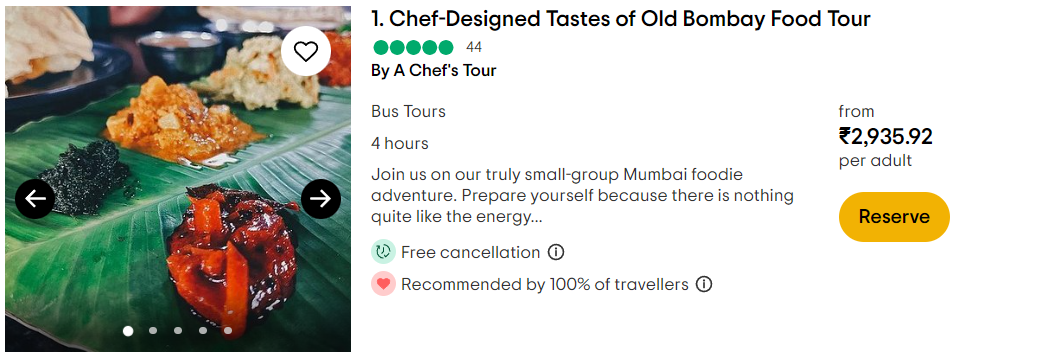 1. Chef-Designed Tastes of Old Bombay Food Tour
44
By A Chef's Tour
Bus Tours
4 hours
Join us on our truly small-group Mumbai foodie
adventure. Prepare yourself because there is nothing
quite like the energy...
Free cancellation
Recommended by 100% of travellers
from
₹2,935.92
per adult
Reserve